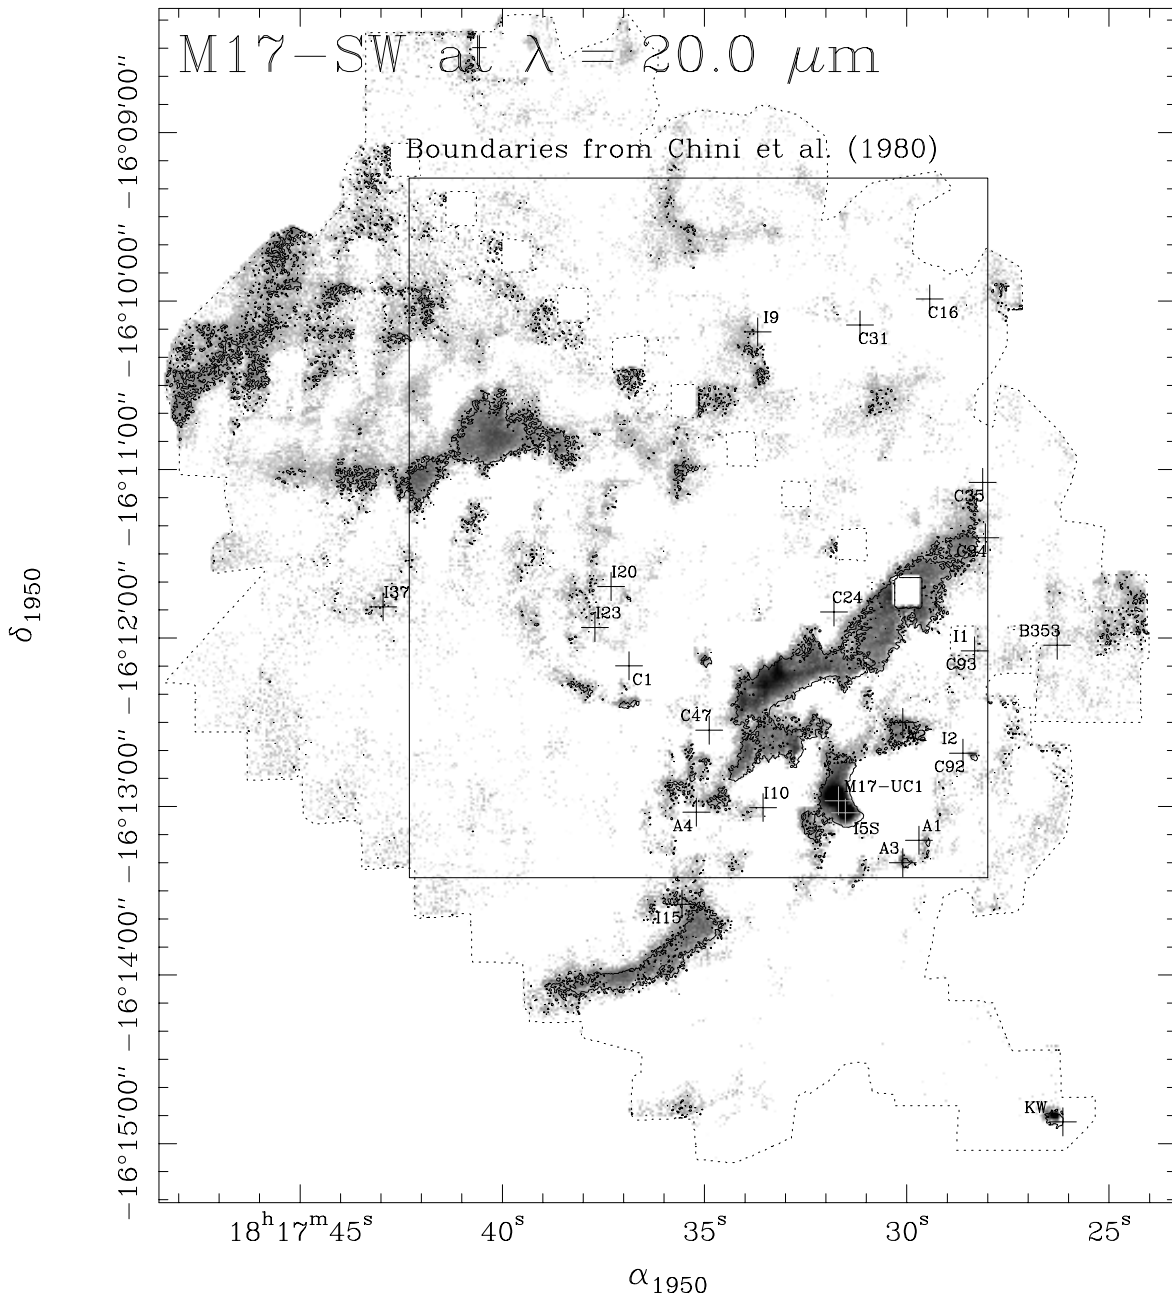 M17-SW at λ = 20.0 μm
Boundaries from Chini et al. (1980)
-16°09'00"
-16°10'00"
-16°11'00"
-16°12'00"
-16°13'00"
-16°14'00"
-16°15'00"
δ1950
I9
C31
C16
C35
C84
I20
I23
I37
C24
I1
C93
B353
C1
C47
A2
I2
C92
M17-UC1
I10
A4
I5S
A1
A3
I15
KW
18h17m45s
40s
35s
30s
25s
α1950